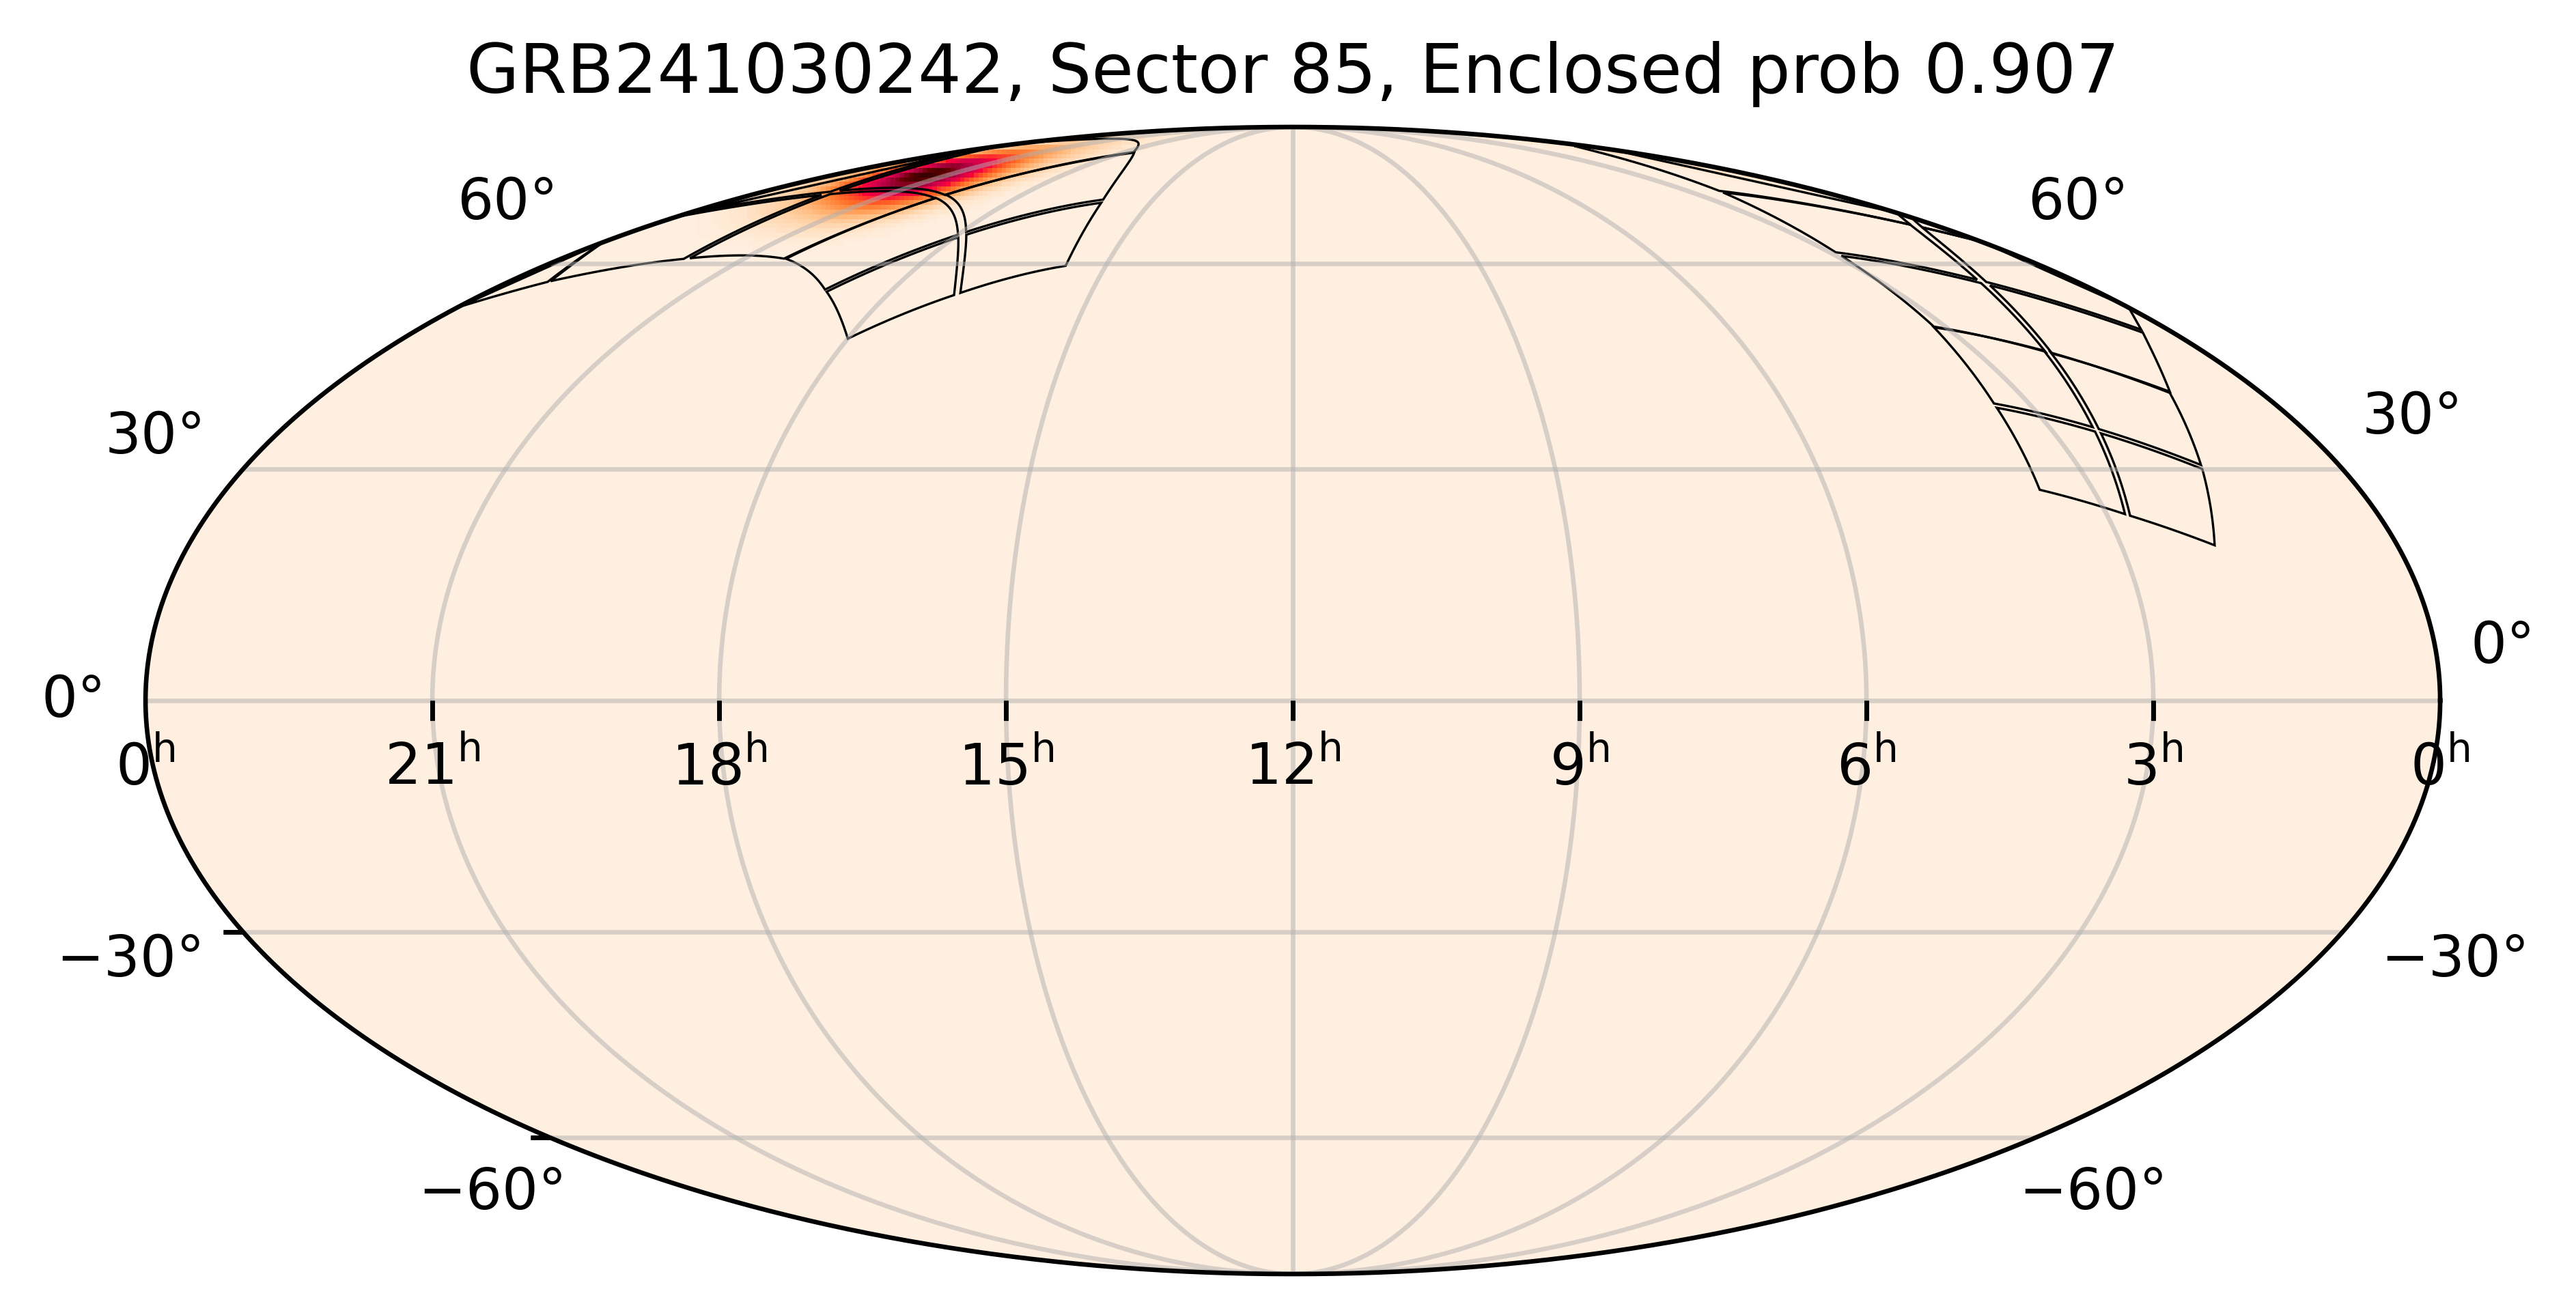 GRB241030242, Sector 85, Enclosed prob 0.907
60° 60°
30° 30°
0° 0°
0h 21h 18h 15h 12h 9h 6h 3h 0h
−30° −30°
−60° −60°